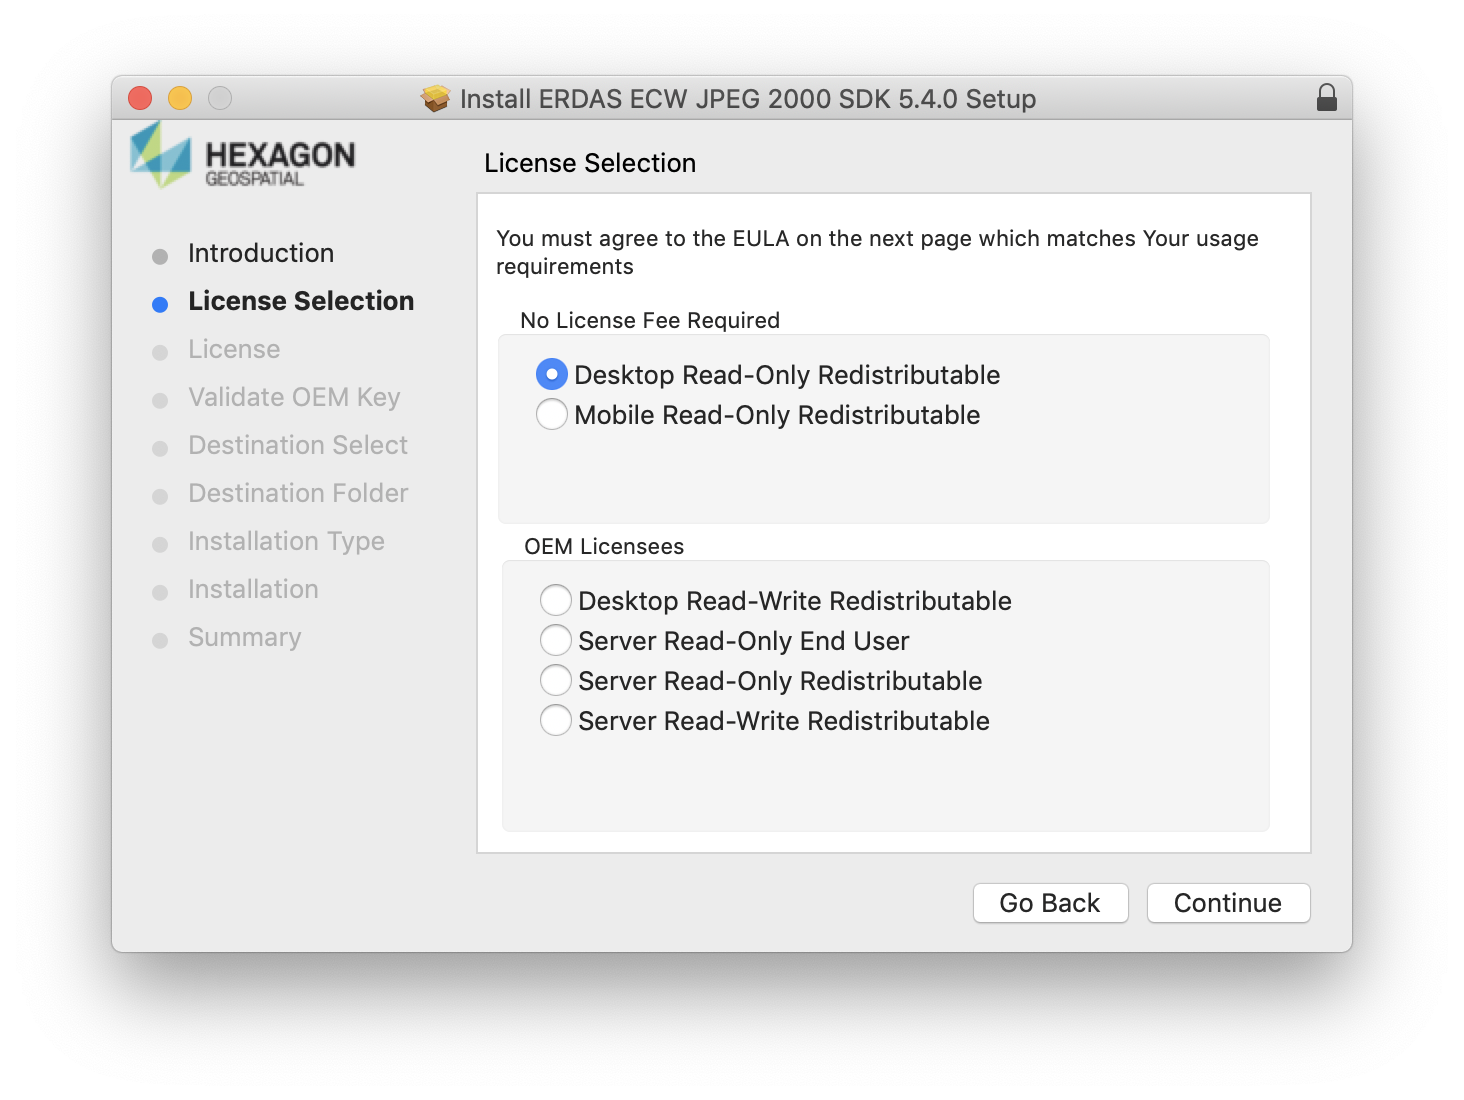 Install ERDAS ECW JPEG 2000 SDK 5.4.0 Setup
HEXAGON
GEOSPATIAL
Introduction
License Selection
License
Validate OEM Key
Destination Select
Destination Folder
Installation Type
Installation
Summary
License Selection
You must agree to the EULA on the next page which matches Your usage
requirements
No License Fee Required
Desktop Read-Only Redistributable
Mobile Read-Only Redistributable
OEM Licensees
Desktop Read-Write Redistributable
Server Read-Only End User
Server Read-Only Redistributable
Server Read-Write Redistributable
Go Back
Continue